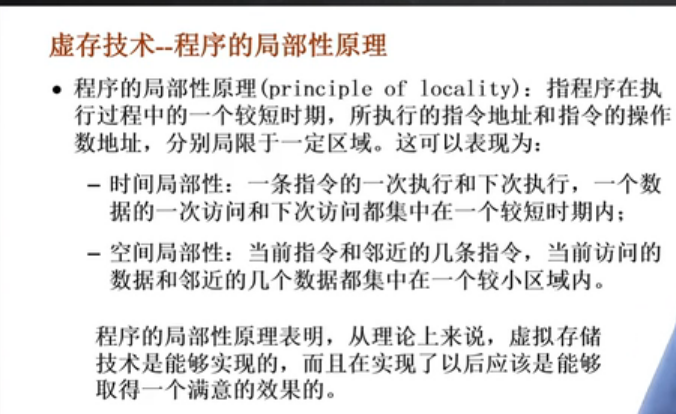 虚存技术--程序的局部性原理
• 程序的局部性原理(principle of locality): 指程序在执
行过程中的一个较短时期，所执行的指令地址和指令的操作
数地址，分别局限于一定区域。这可以表现为：
– 时间局部性：一条指令的一次执行和下次执行，一个数
据的一次访问和下次访问都集中在一个较短时期内；
– 空间局部性：当前指令和邻近的几条指令，当前访问的
数据和邻近的几个数据都集中在一个较小区域内。
程序的局部性原理表明，从理论上来说，虚拟存储
技术是能够实现的，而且在实现了以后应该是能够
取得一个满意的效果的。